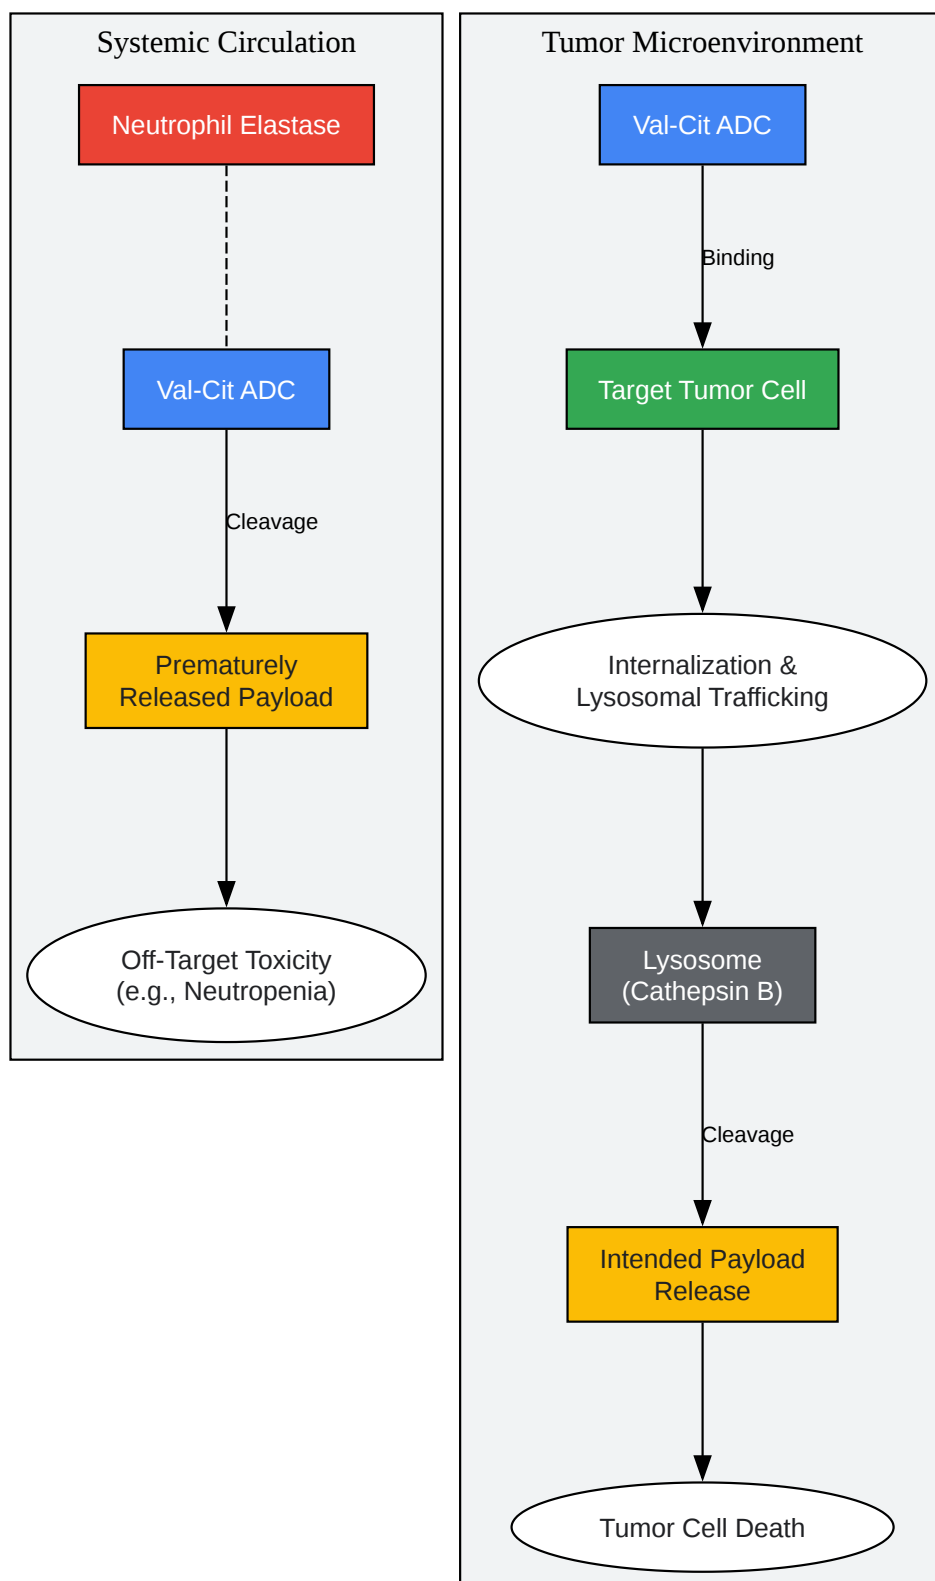 Systemic Circulation
Neutrophil Elastase
Val-Cit ADC
Cleavage
Prematurely
Released Payload
Off-Target Toxicity
(e.g., Neutropenia)
Tumor Microenvironment
Val-Cit ADC
Binding
Target Tumor Cell
Internalization &
Lysosomal Trafficking
Lysosome
(Cathepsin B)
Cleavage
Intended Payload
Release
Tumor Cell Death